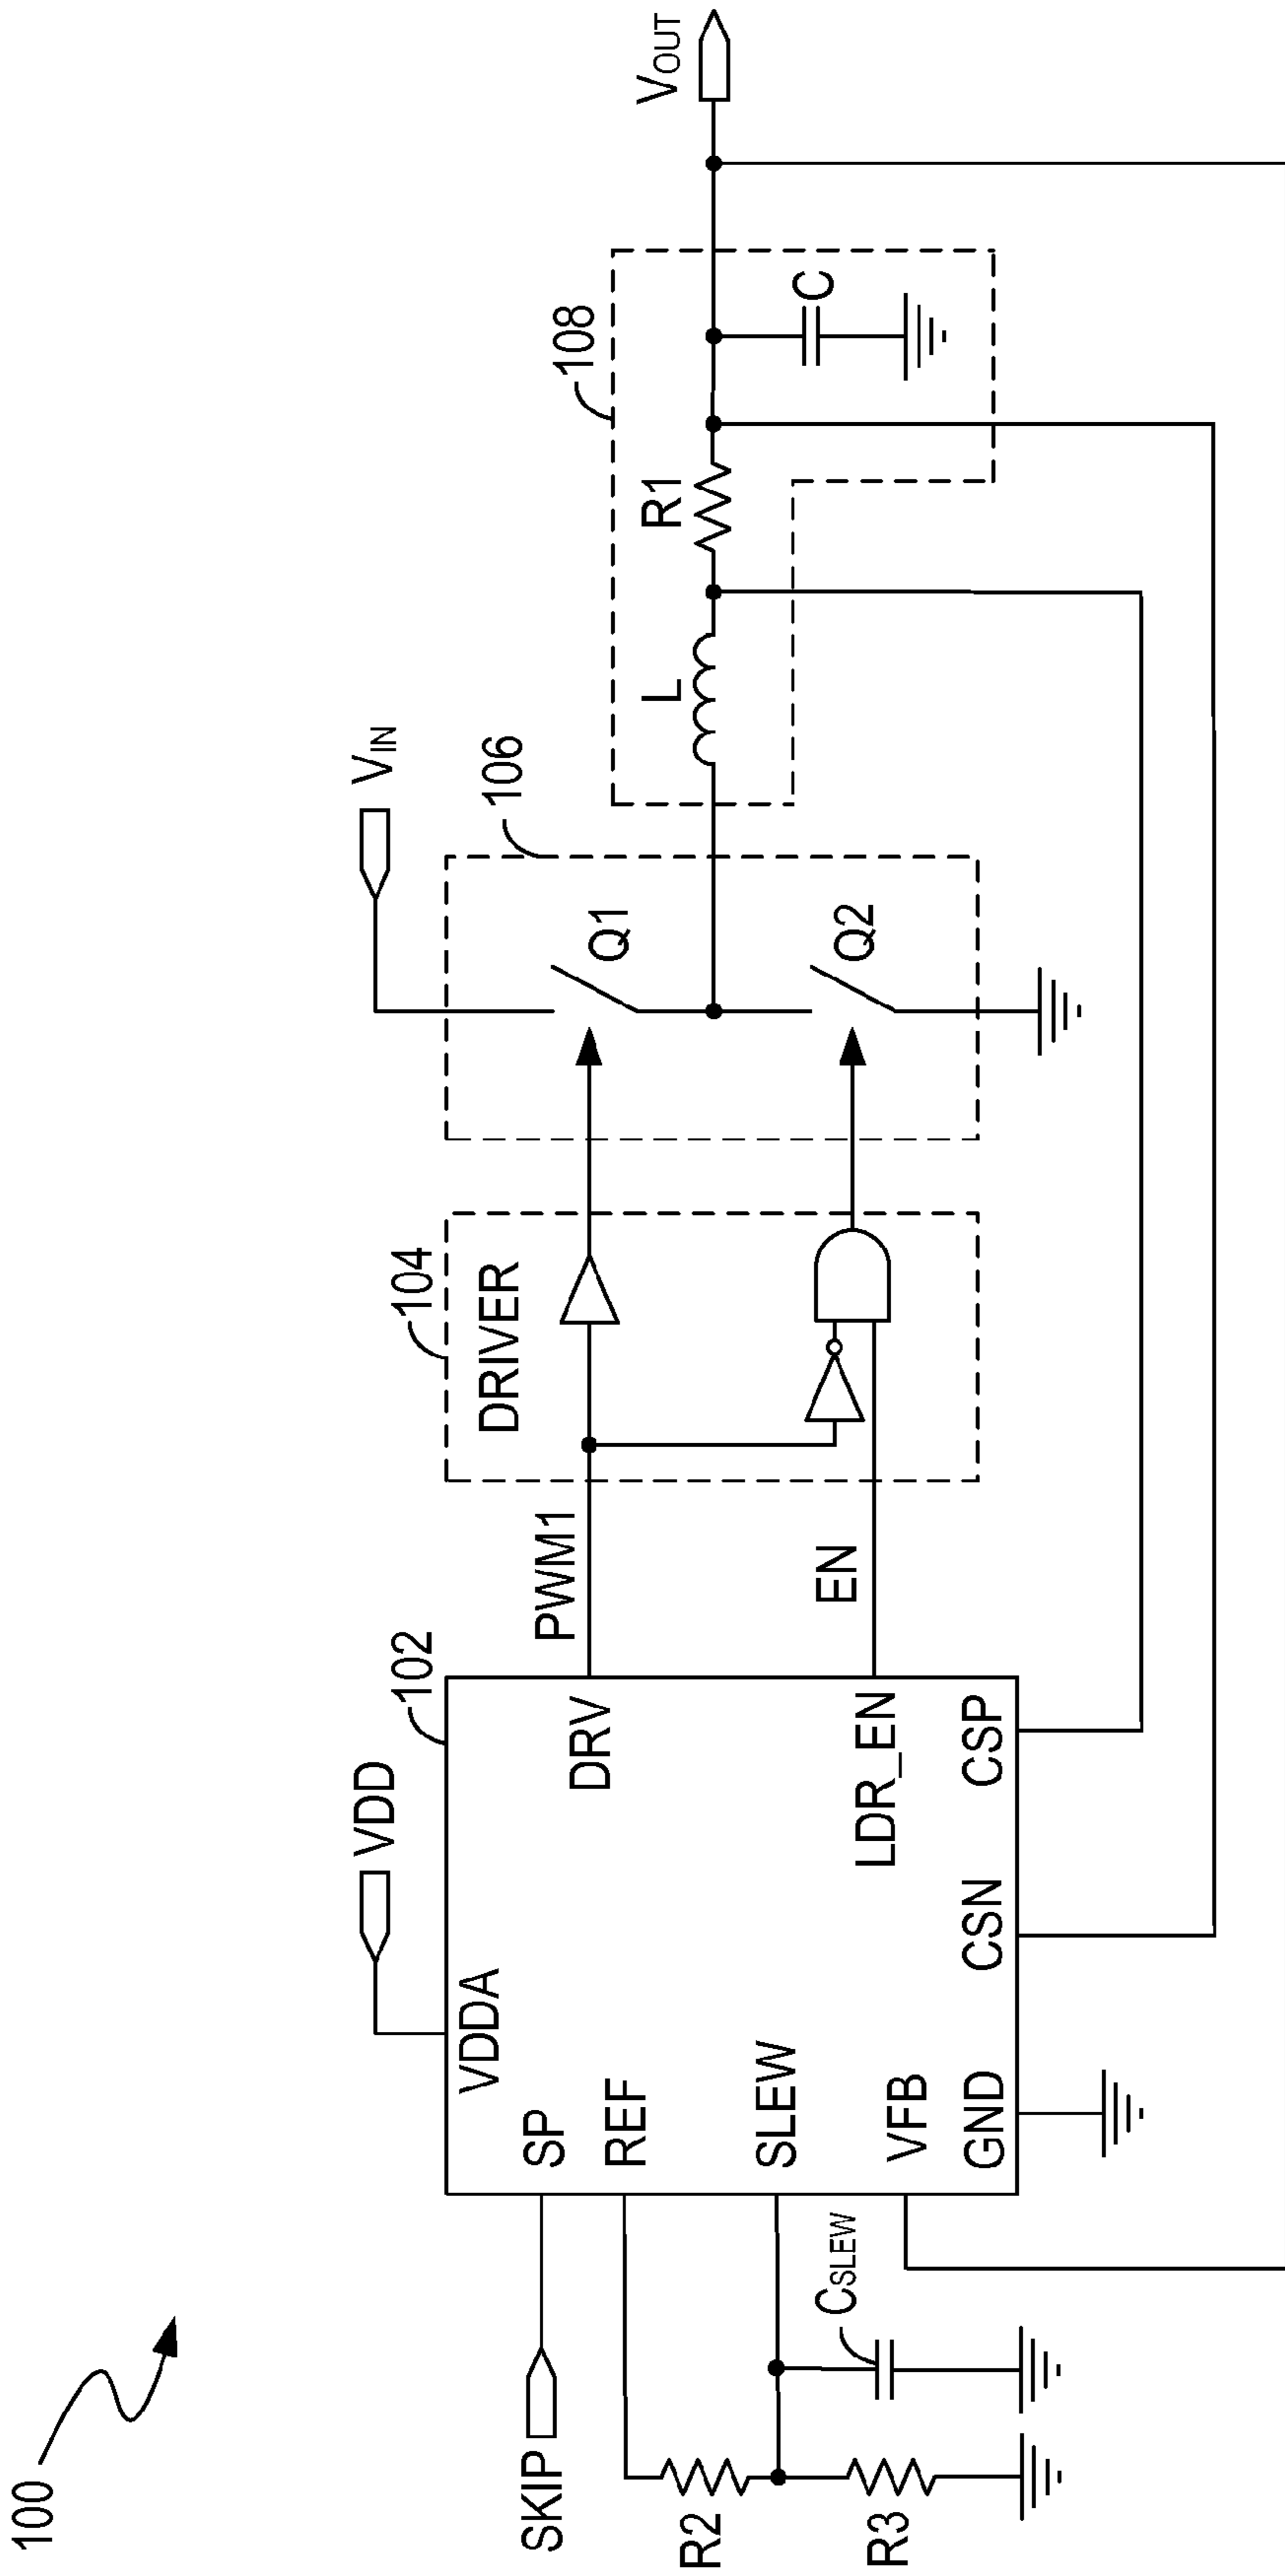 100
VDD
VDDA
102
SKIP
SP
REF
SLEW
VFB
GND
CSN
CSP
DRV
LDR_EN
PWM1
EN
104
DRIVER
VIN
106
Q1
Q2
108
L
R1
C
VOUT
R2
R3
CSLEW